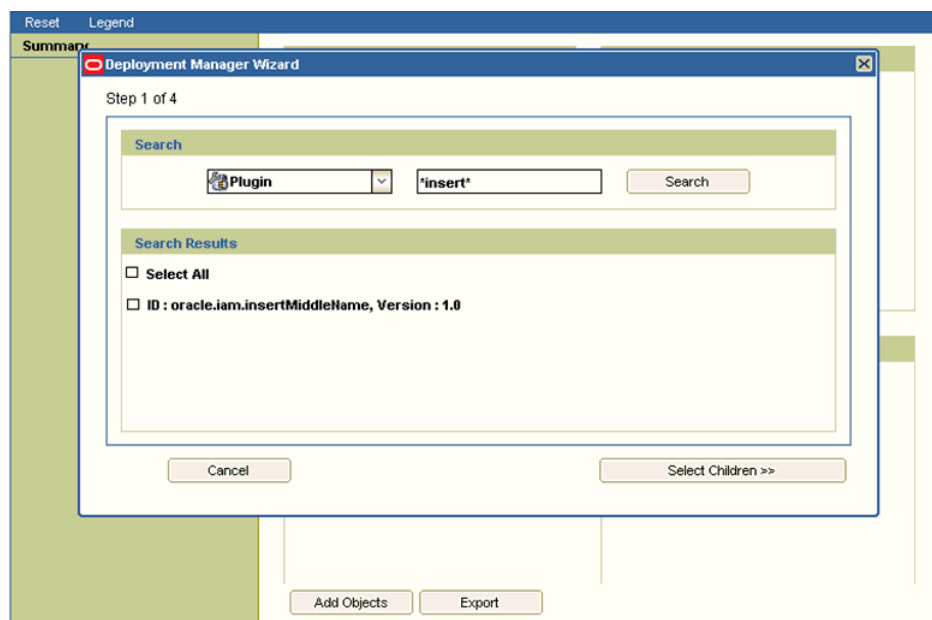 Reset Legend
Summary
Deployment Manager Wizard
Step 1 of 4
Search
Plugin *insert* Search
Search Results
Select All
ID : oracle.iam.insertMiddleName, Version : 1.0
Cancel Select Children >>
Add Objects Export